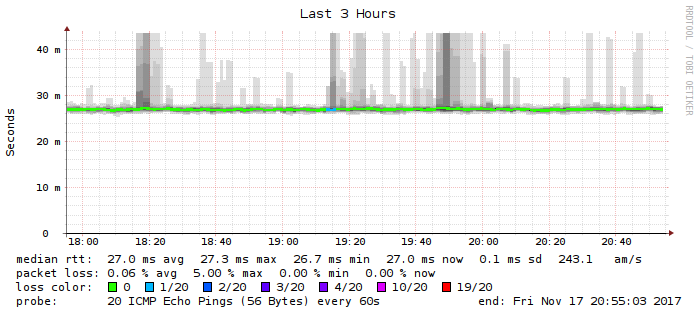 Last 3 Hours
RRDTOOL / TOBI OETIKER
Seconds
40 m
30 m
20 m
10 m
0
18:00 18:20 18:40 19:00 19:20 19:40 20:00 20:20 20:40
median rtt: 27.0 ms avg 27.3 ms max 26.7 ms min 27.0 ms now 0.1 ms sd 243.1 am/s
packet loss: 0.06 % avg 5.00 % max 0.00 % min 0.00 % now
loss color: 0 1/20 2/20 3/20 4/20 10/20 19/20
probe: 20 ICMP Echo Pings (56 Bytes) every 60s end: Fri Nov 17 20:55:03 2017